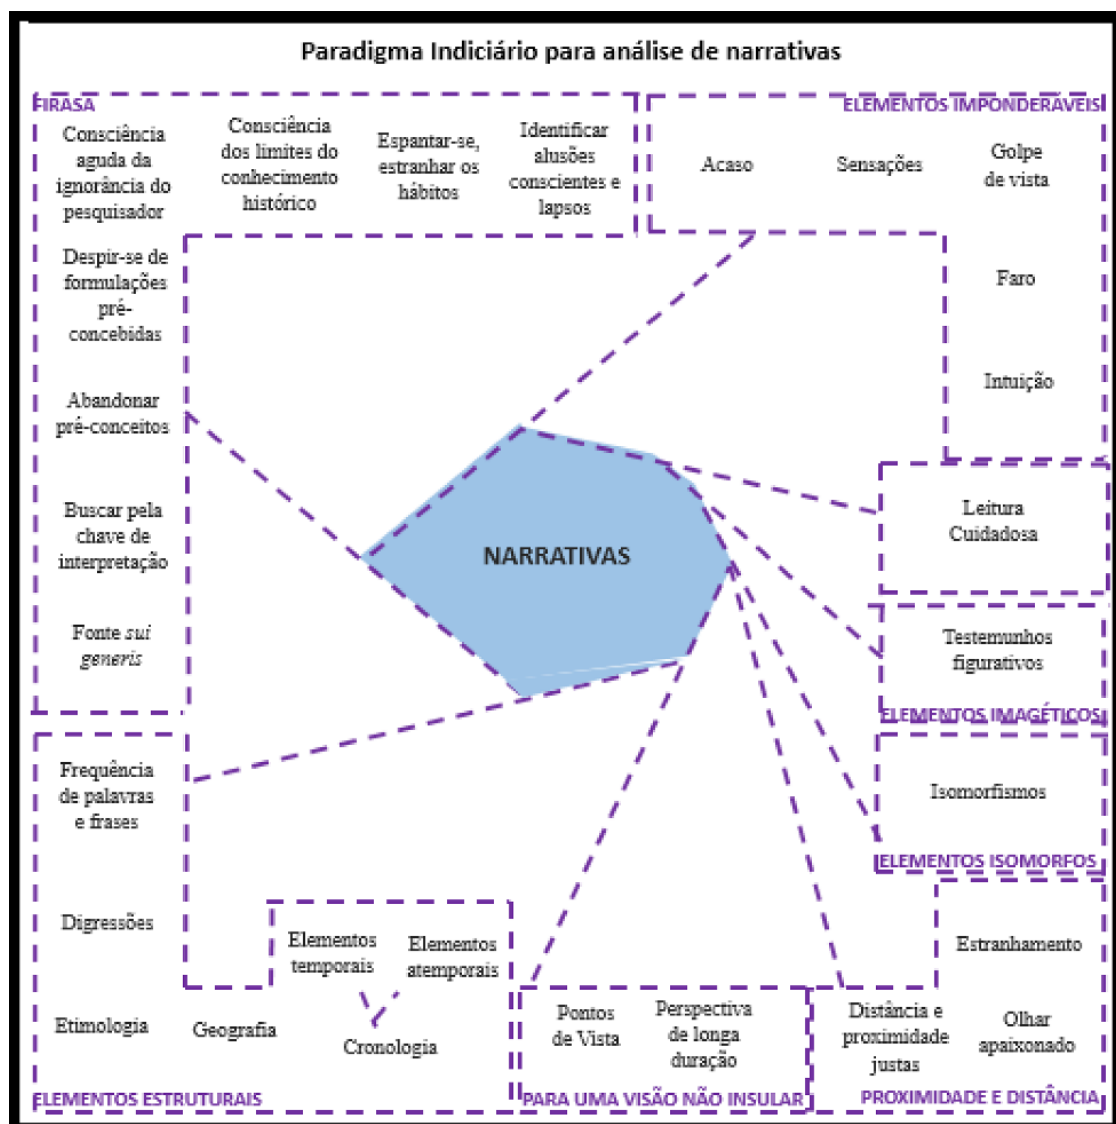 Paradigma Indiciário para análise de narrativas
FIRASA
Consciência
aguda da
ignorância do
pesquisador
Consciência
dos limites do
conhecimento
histórico
Espantar-se,
estranhar os
hábitos
Identificar
alusões
conscientes e
lapsos
Despir-se de
formulações
pré-
concebidas
Abandonar
pré-conceitos
Buscar pela
chave de
interpretação
Fonte sui
generis
ELEMENTOS IMPONDERÁVEIS
Acaso
Sensações
Golpe
de vista
Faro
Intuição
NARRATIVAS
Leitura
Cuidadosa
Testemunhos
figurativos
ELEMENTOS IMAGÉTICOS
Isomorfismos
ELEMENTOS ISOMORFOS
Frequência
de palavras
e frases
Digressões
Etimologia
Geografia
Elementos
temporais
Elementos
atemporais
Cronologia
ELEMENTOS ESTRUTURAIS
Pontos
de Vista
Perspectiva
de longa
duração
PARA UMA VISÃO NÃO INSULAR
Estranhamento
Distância e
proximidade
justas
Olhar
apaixonado
PROXIMIDADE E DISTÂNCIA